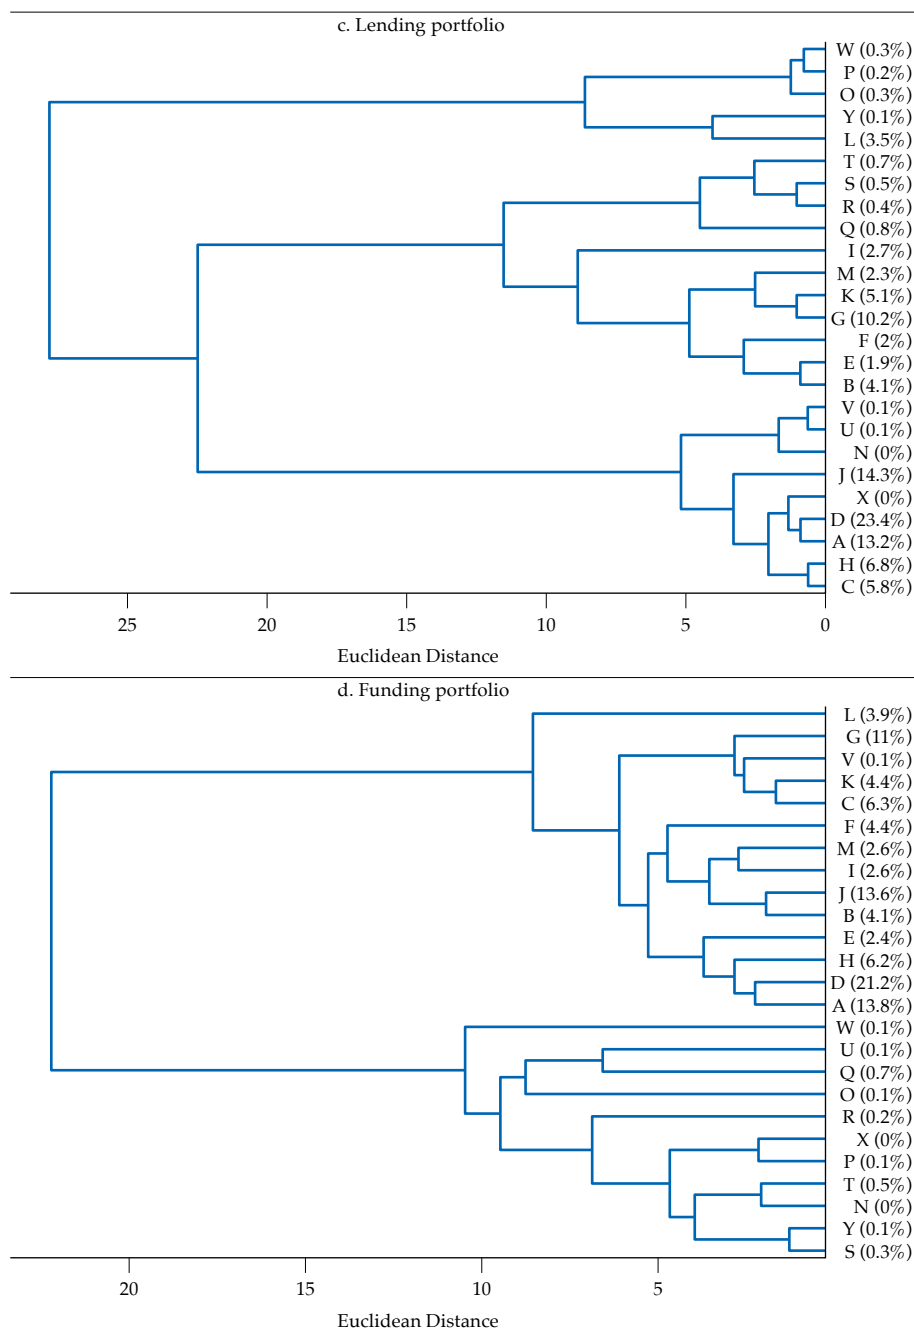 c. Lending portfolio
W (0.3%)
P (0.2%)
O (0.3%)
Y (0.1%)
L (3.5%)
T (0.7%)
S (0.5%)
R (0.4%)
Q (0.8%)
I (2.7%)
M (2.3%)
K (5.1%)
G (10.2%)
F (2%)
E (1.9%)
B (4.1%)
V (0.1%)
U (0.1%)
N (0%)
J (14.3%)
X (0%)
D (23.4%)
A (13.2%)
H (6.8%)
C (5.8%)
25 20 15 10 5 0
Euclidean Distance
d. Funding portfolio
L (3.9%)
G (11%)
V (0.1%)
K (4.4%)
C (6.3%)
F (4.4%)
M (2.6%)
I (2.6%)
J (13.6%)
B (4.1%)
E (2.4%)
H (6.2%)
D (21.2%)
A (13.8%)
W (0.1%)
U (0.1%)
Q (0.7%)
O (0.1%)
R (0.2%)
X (0%)
P (0.1%)
T (0.5%)
N (0%)
Y (0.1%)
S (0.3%)
20 15 10 5
Euclidean Distance